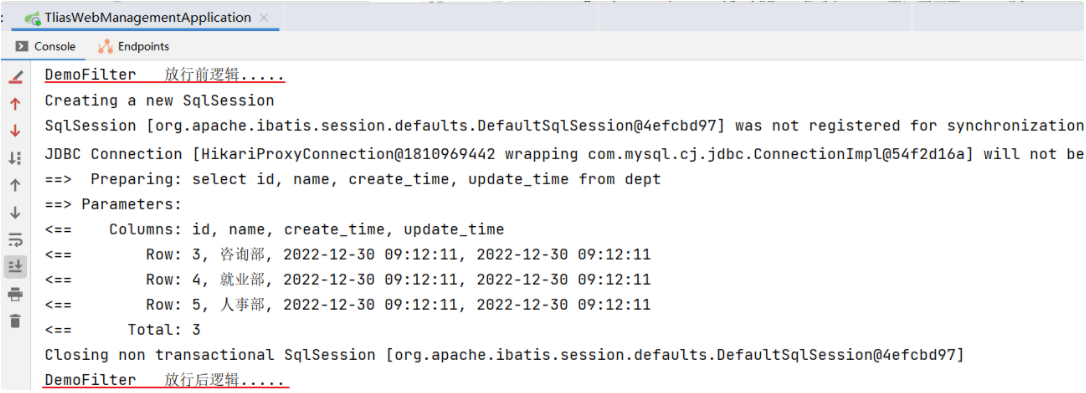 TliasWebManagementApplication
Console Endpoints
DemoFilter 放行前逻辑.....
Creating a new SqlSession
SqlSession [org.apache.ibatis.session.defaults.DefaultSqlSession@4efcbd97] was not registered for synchronization
JDBC Connection [HikariProxyConnection@1810969442 wrapping com.mysql.cj.jdbc.ConnectionImpl@54f2d16a] will not be
==> Preparing: select id, name, create_time, update_time from dept
==> Parameters:
<== Columns: id, name, create_time, update_time
<== Row: 3, 咨询部, 2022-12-30 09:12:11, 2022-12-30 09:12:11
<== Row: 4, 就业部, 2022-12-30 09:12:11, 2022-12-30 09:12:11
<== Row: 5, 人事部, 2022-12-30 09:12:11, 2022-12-30 09:12:11
<== Total: 3
Closing non transactional SqlSession [org.apache.ibatis.session.defaults.DefaultSqlSession@4efcbd97]
DemoFilter 放行后逻辑.....